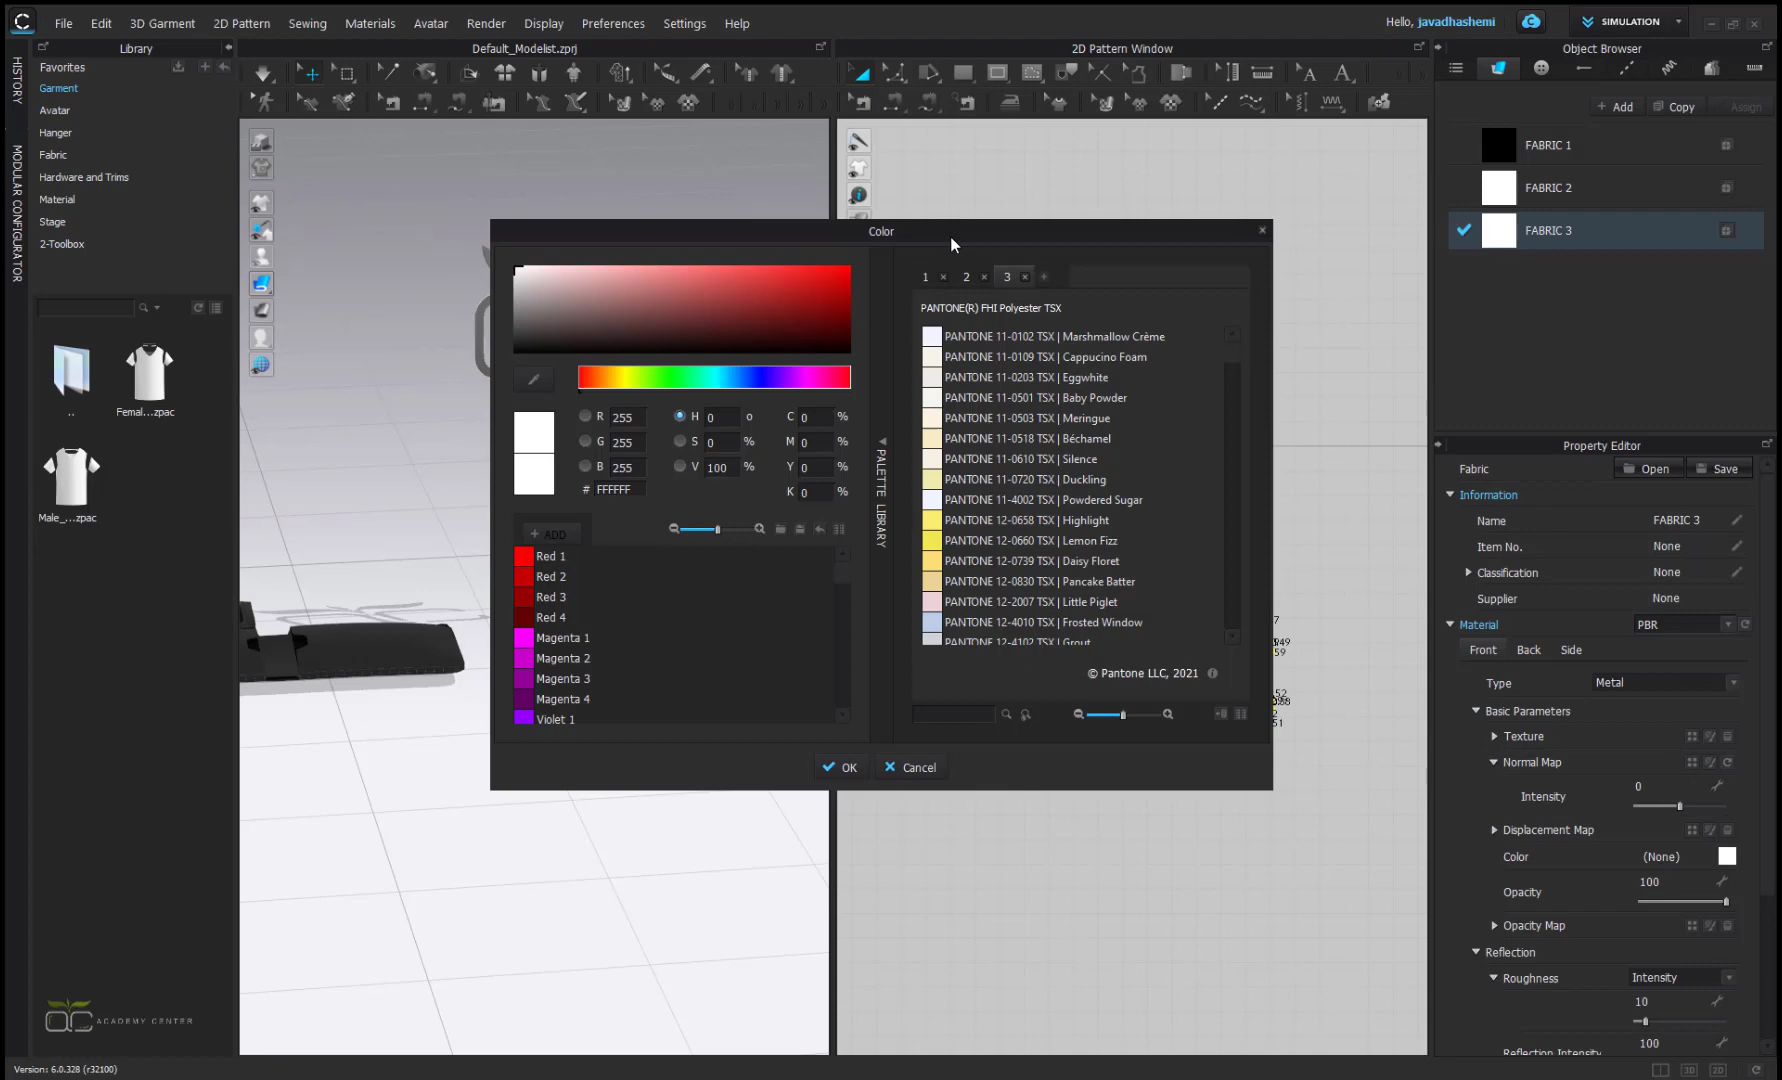 File Edit 3D Garment 2D Pattern Sewing Materials Avatar Render Display Preferences Settings Help
Hello, javadhashemi
SIMULATION
Library
Default_Modelist.zprj
2D Pattern Window
Object Browser
HISTORY
MODULAR CONFIGURATOR
Favorites
Garment
Avatar
Hanger
Fabric
Hardware and Trims
Material
Stage
2-Toolbox
..
Femal...zpac
Male_...zpac
ACADEMY CENTER
Color
R 255 H 0 o C 0 %
G 255 S 0 % M 0 %
B 255 V 100 % Y 0 %
# FFFFFF K 0 %
+ ADD
Red 1
Red 2
Red 3
Red 4
Magenta 1
Magenta 2
Magenta 3
Magenta 4
Violet 1
PALETTE LIBRARY
1 2 3
PANTONE(R) FHI Polyester TSX
PANTONE 11-0102 TSX | Marshmallow Crème
PANTONE 11-0109 TSX | Cappucino Foam
PANTONE 11-0203 TSX | Eggwhite
PANTONE 11-0501 TSX | Baby Powder
PANTONE 11-0503 TSX | Meringue
PANTONE 11-0518 TSX | Béchamel
PANTONE 11-0610 TSX | Silence
PANTONE 11-0720 TSX | Duckling
PANTONE 11-4002 TSX | Powdered Sugar
PANTONE 12-0658 TSX | Highlight
PANTONE 12-0660 TSX | Lemon Fizz
PANTONE 12-0739 TSX | Daisy Floret
PANTONE 12-0830 TSX | Pancake Batter
PANTONE 12-2007 TSX | Little Piglet
PANTONE 12-4010 TSX | Frosted Window
PANTONE 12-4102 TSX | Grout
© Pantone LLC, 2021
OK Cancel
+ Add Copy Assign
FABRIC 1
FABRIC 2
FABRIC 3
Property Editor
Fabric Open Save
Information
Name FABRIC 3
Item No. None
Classification None
Supplier None
Material PBR
Front Back Side
Type Metal
Basic Parameters
Texture
Normal Map
Intensity 0
Displacement Map
Color (None)
Opacity 100
Opacity Map
Reflection
Roughness Intensity
10
Reflection Intensity 100
Version: 6.0.328 (r32100)
3D 2D